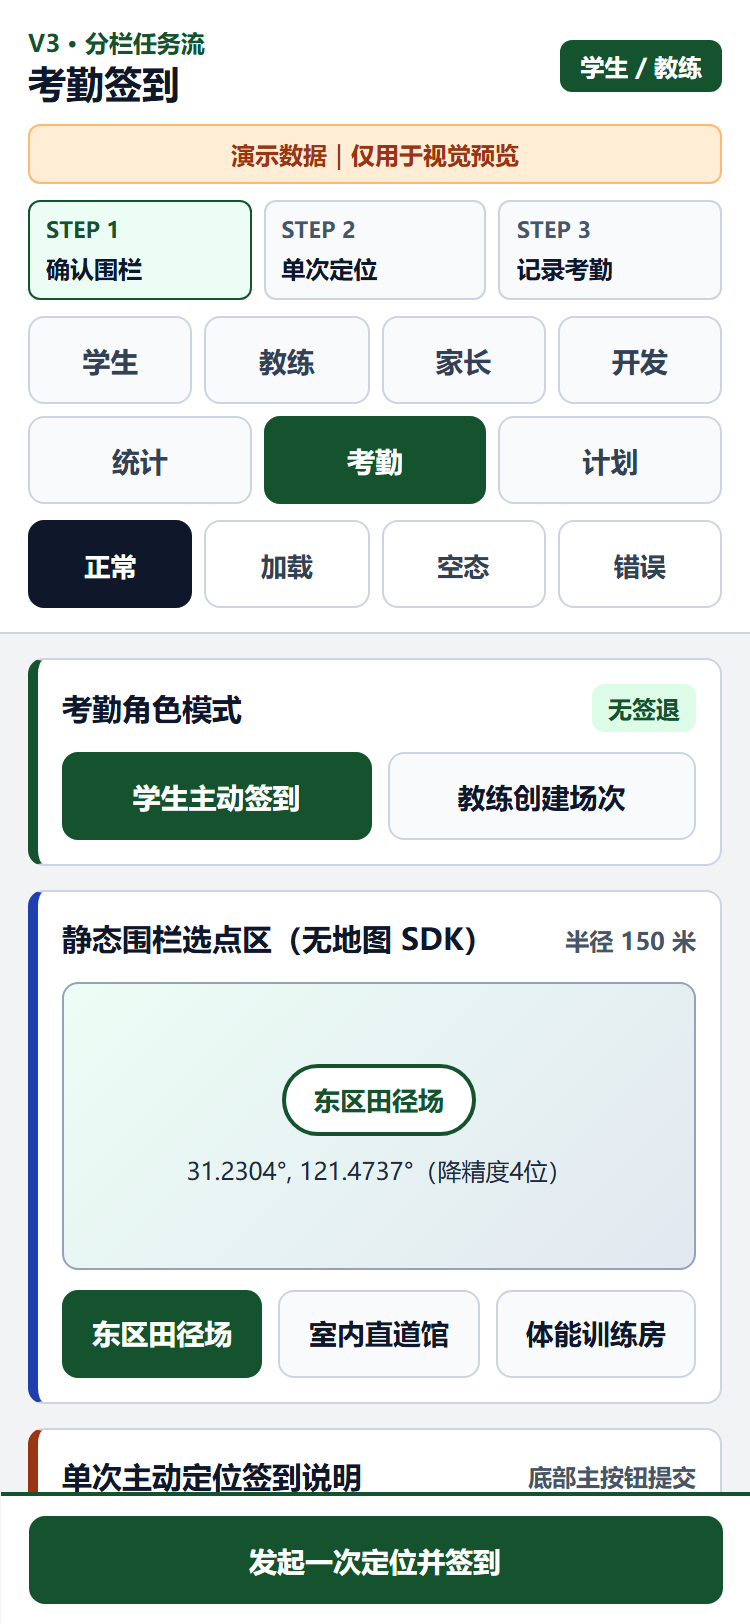 V3 • 分栏任务流
考勤签到
学生 / 教练
演示数据｜仅用于视觉预览
STEP 1
确认围栏
STEP 2
单次定位
STEP 3
记录考勤
学生
教练
家长
开发
统计
考勤
计划
正常
加载
空态
错误
考勤角色模式
无签退
学生主动签到
教练创建场次
静态围栏选点区（无地图 SDK）
半径 150 米
东区田径场
31.2304°, 121.4737°（降精度4位）
东区田径场
室内直道馆
体能训练房
单次主动定位签到说明
底部主按钮提交
发起一次定位并签到